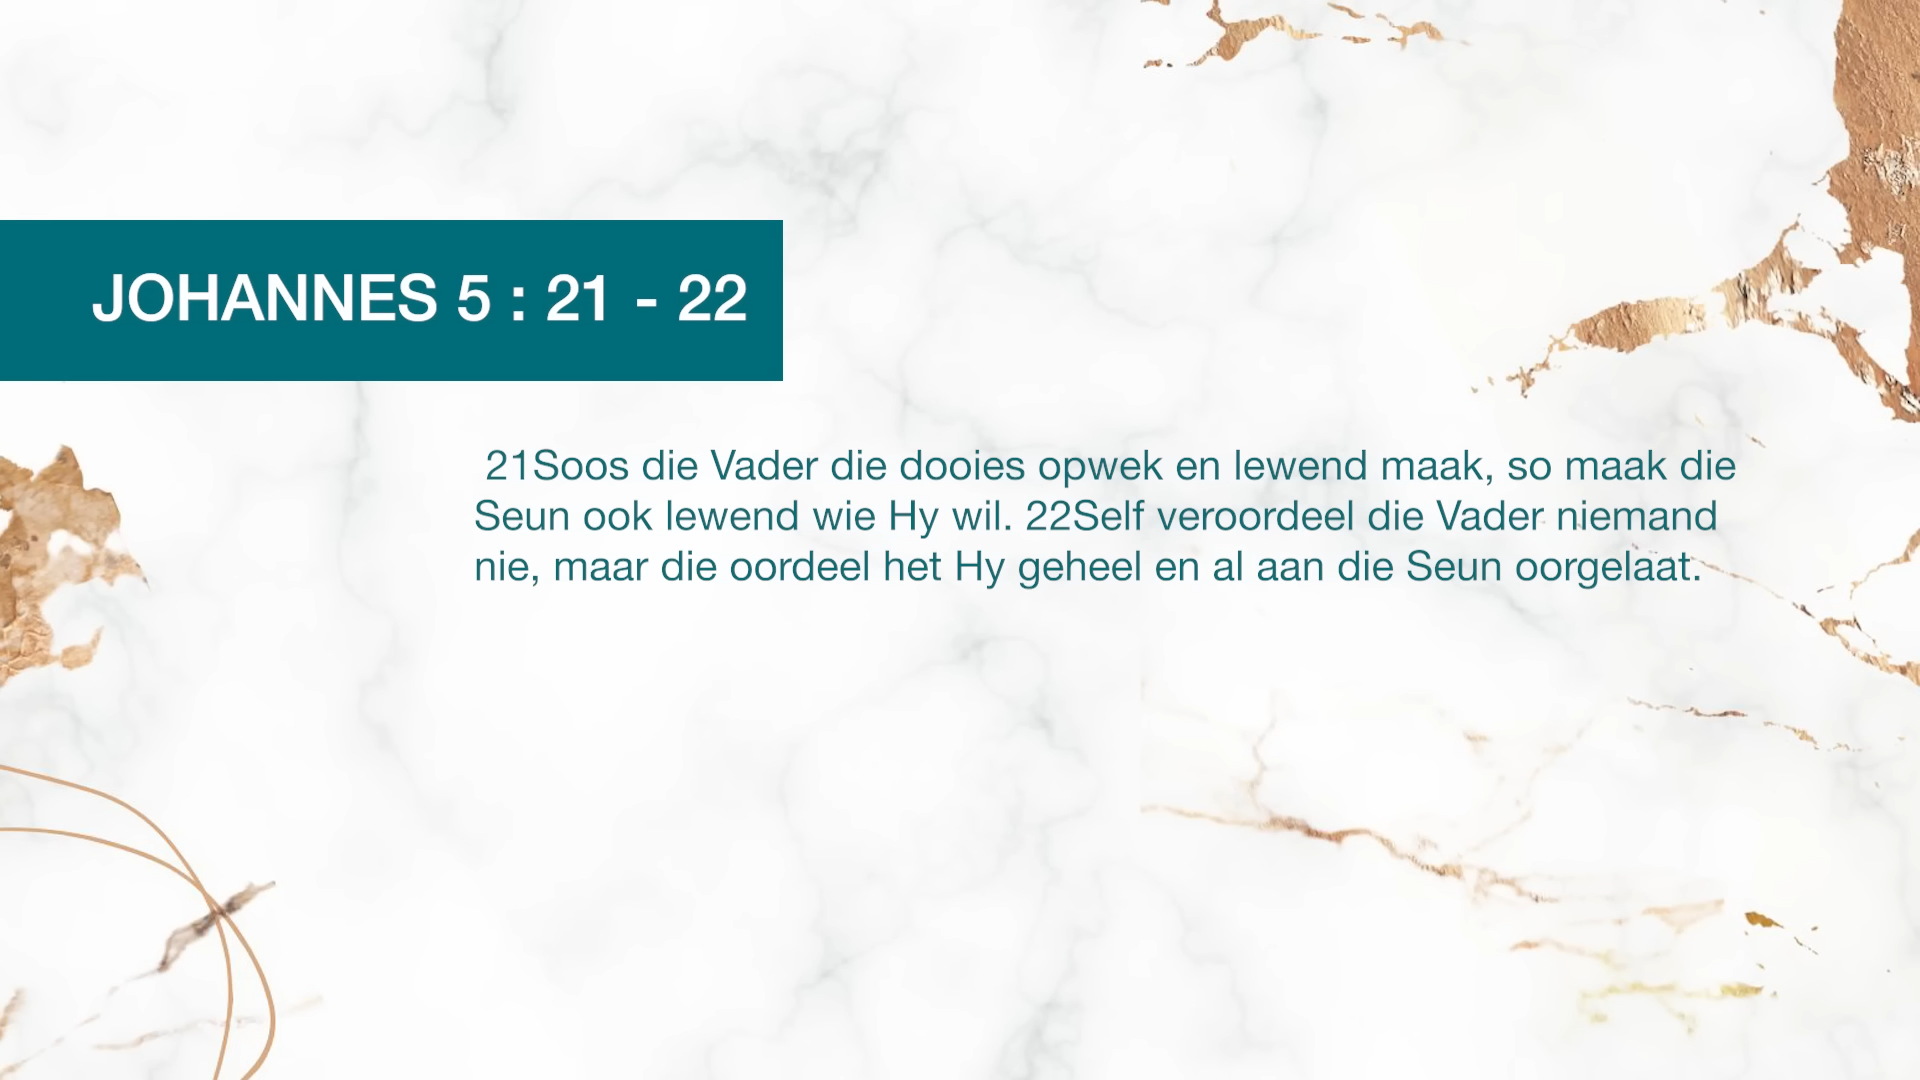 JOHANNES 5 : 21 - 22
21Soos die Vader die dooies opwek en lewend maak, so maak die
Seun ook lewend wie Hy wil. 22Self veroordeel die Vader niemand
nie, maar die oordeel het Hy geheel en al aan die Seun oorgelaat.